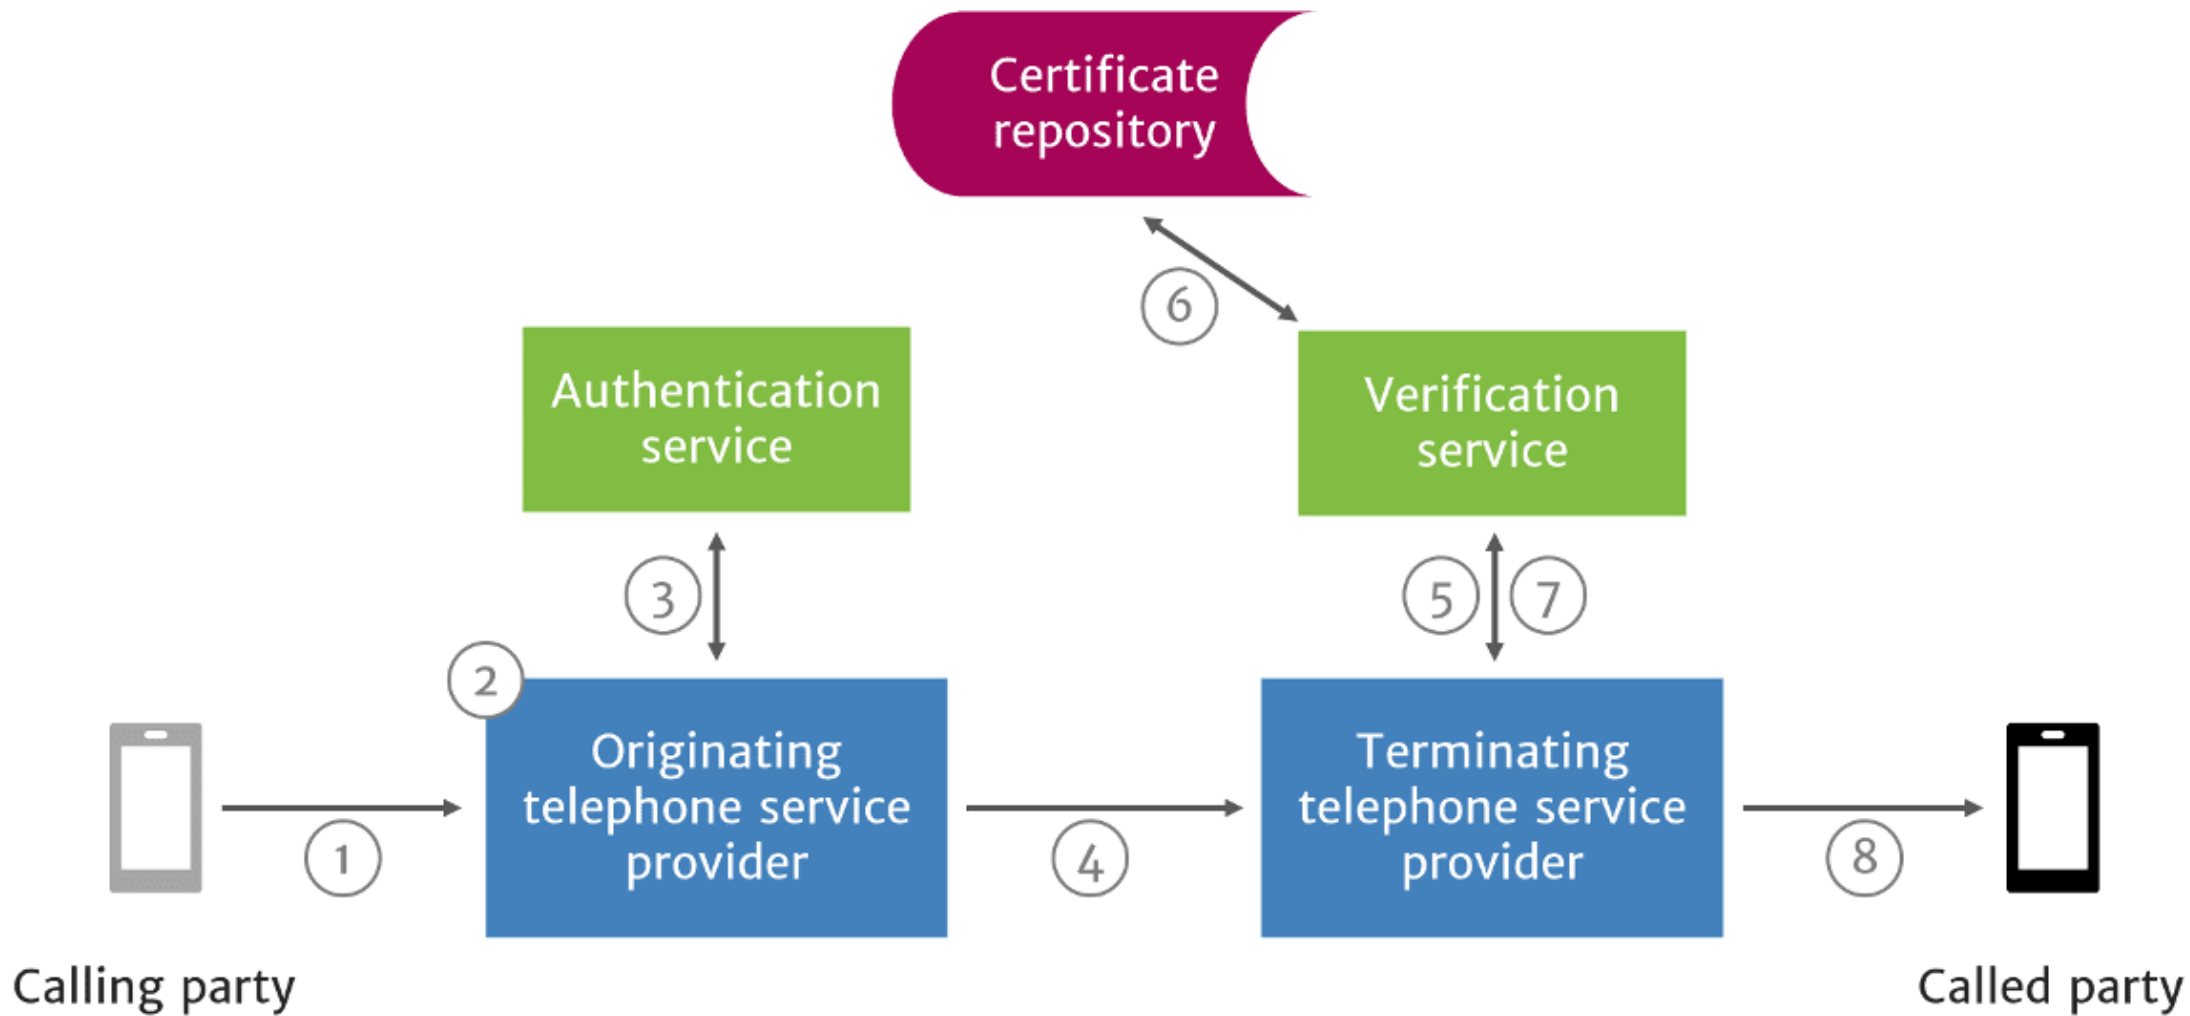 Certificate
repository
6
Authentication
service
Verification
service
3
5
7
2
Originating
telephone service
provider
Terminating
telephone service
provider
1
4
8
Calling party
Called party